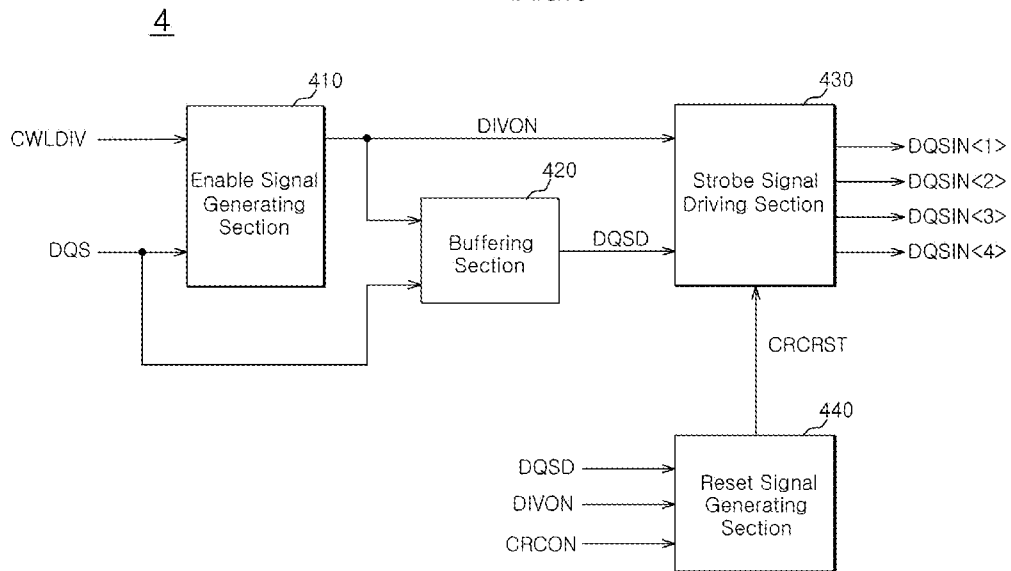 4
410
430
CWLDIV
DIVON
DQSIN<1>
Enable Signal
Generating
Section
420
Strobe Signal
Driving Section
DQSIN<2>
DQSIN<3>
DQS
Buffering
Section
DQSD
DQSIN<4>
CRCRST
440
DQSD
DIVON
CRCON
Reset Signal
Generating
Section